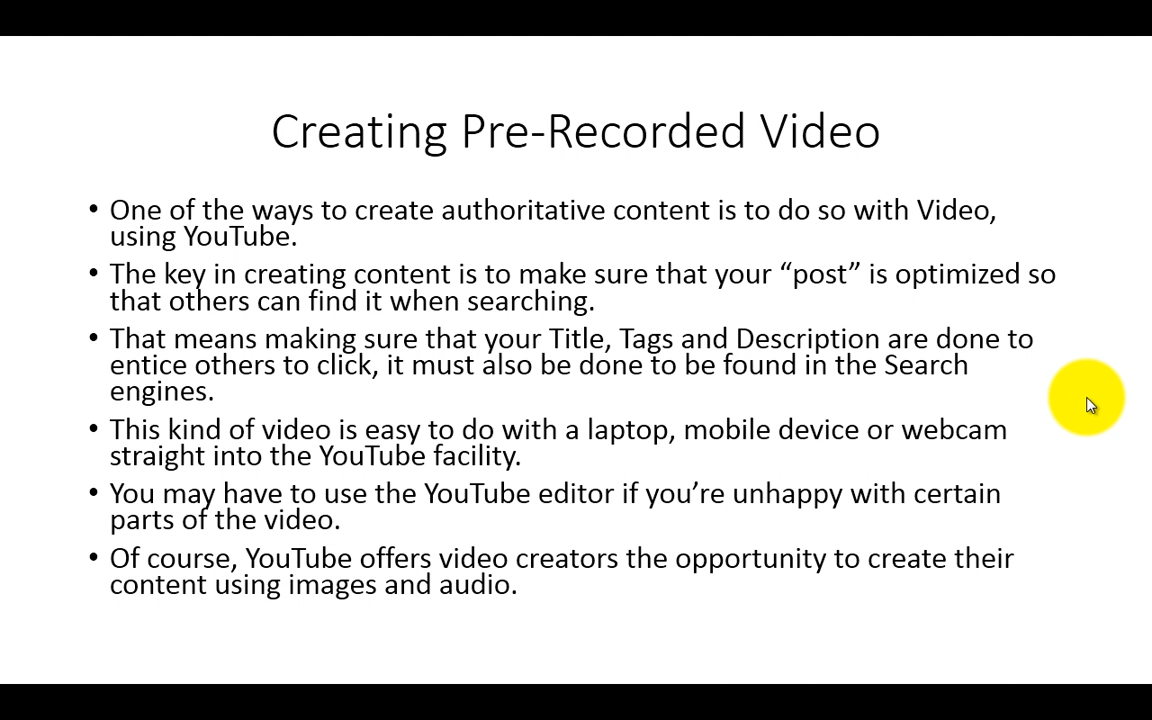 Creating Pre-Recorded Video
• One of the ways to create authoritative content is to do so with Video,
using YouTube.
• The key in creating content is to make sure that your “post” is optimized so
that others can find it when searching.
• That means making sure that your Title, Tags and Description are done to
entice others to click, it must also be done to be found in the Search
engines.
• This kind of video is easy to do with a laptop, mobile device or webcam
straight into the YouTube facility.
• You may have to use the YouTube editor if you’re unhappy with certain
parts of the video.
• Of course, YouTube offers video creators the opportunity to create their
content using images and audio.